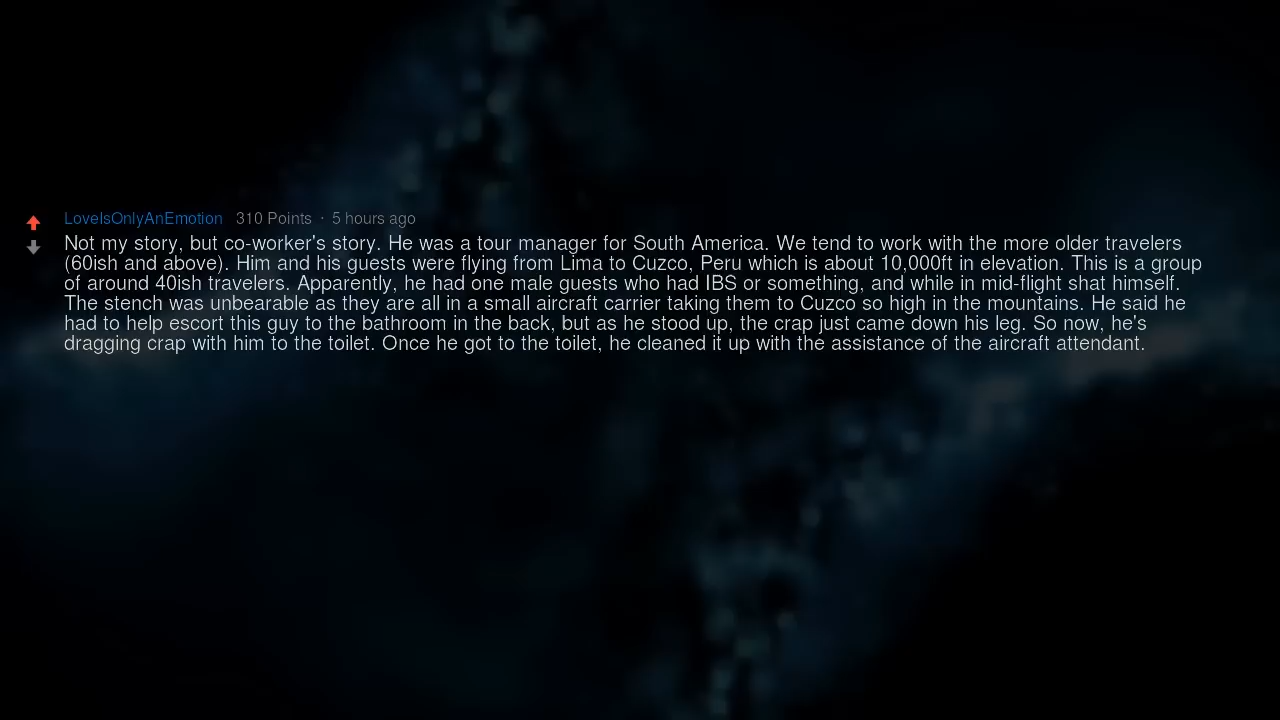 LoveIsOnlyAnEmotion 310 Points · 5 hours ago
Not my story, but co-worker's story. He was a tour manager for South America. We tend to work with the more older travelers
(60ish and above). Him and his guests were flying from Lima to Cuzco, Peru which is about 10,000ft in elevation. This is a group
of around 40ish travelers. Apparently, he had one male guests who had IBS or something, and while in mid-flight shat himself.
The stench was unbearable as they are all in a small aircraft carrier taking them to Cuzco so high in the mountains. He said he
had to help escort this guy to the bathroom in the back, but as he stood up, the crap just came down his leg. So now, he's
dragging crap with him to the toilet. Once he got to the toilet, he cleaned it up with the assistance of the aircraft attendant.